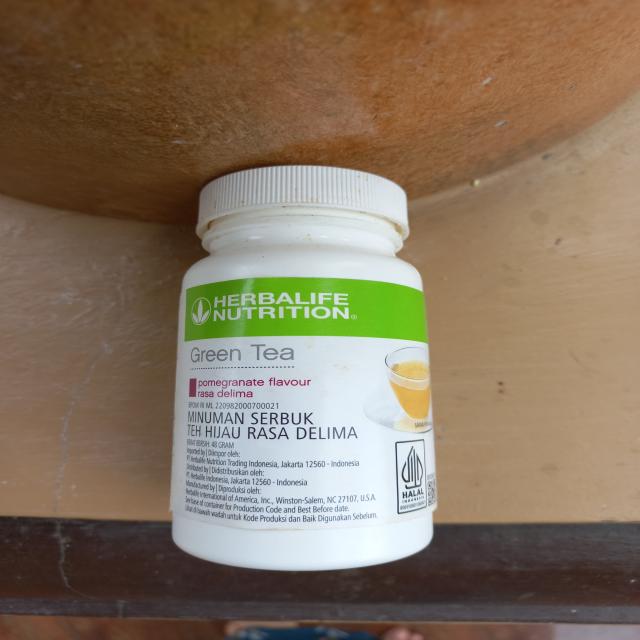 HERBALIFE
NUTRITION®
Green Tea
pomegranate flavour
rasa delima
BPOM RI ML 220982000700021
MINUMAN SERBUK
TEH HIJAU RASA DELIMA
BERAT BERSIH: 48 GRAM
Imported by | Diimpor oleh:
PT. Herbalife Nutrition Trading Indonesia, Jakarta 12560 - Indonesia
Distributed by | Didistribusikan oleh:
PT. Herbalife Indonesia, Jakarta 12560 - Indonesia
Manufactured by | Diproduksi oleh:
Herbalife International of America, Inc., Winston-Salem, NC 27107, U.S.A.
See base of container for Production Code and Best Before date.
Lihat di bawah wadah untuk Kode Produksi dan Baik Digunakan Sebelum.
HALAL
INDONESIA